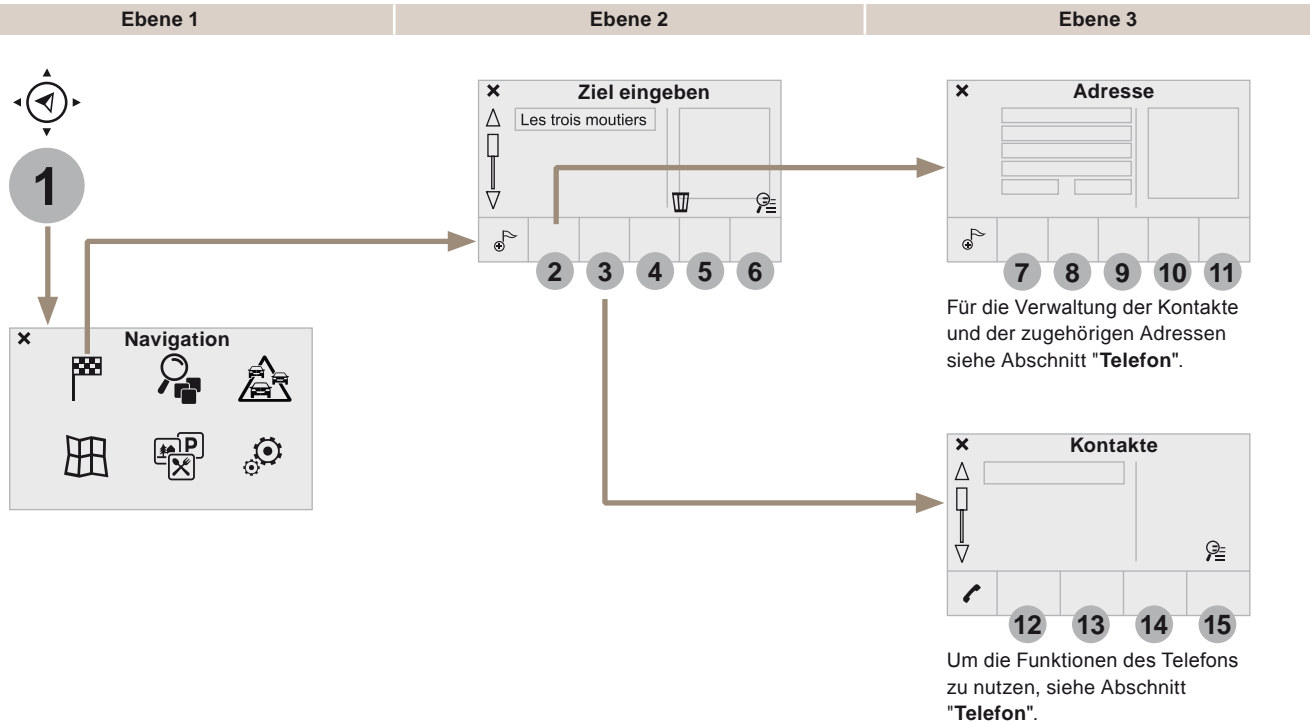 Ebene 1
Ebene 2
Ebene 3
1
Navigation
P
Ziel eingeben
Les trois moutiers
2 3 4 5 6
Adresse
7 8 9 10 11
Für die Verwaltung der Kontakte
und der zugehörigen Adressen
siehe Abschnitt "Telefon".
Kontakte
12 13 14 15
Um die Funktionen des Telefons
zu nutzen, siehe Abschnitt
"Telefon".